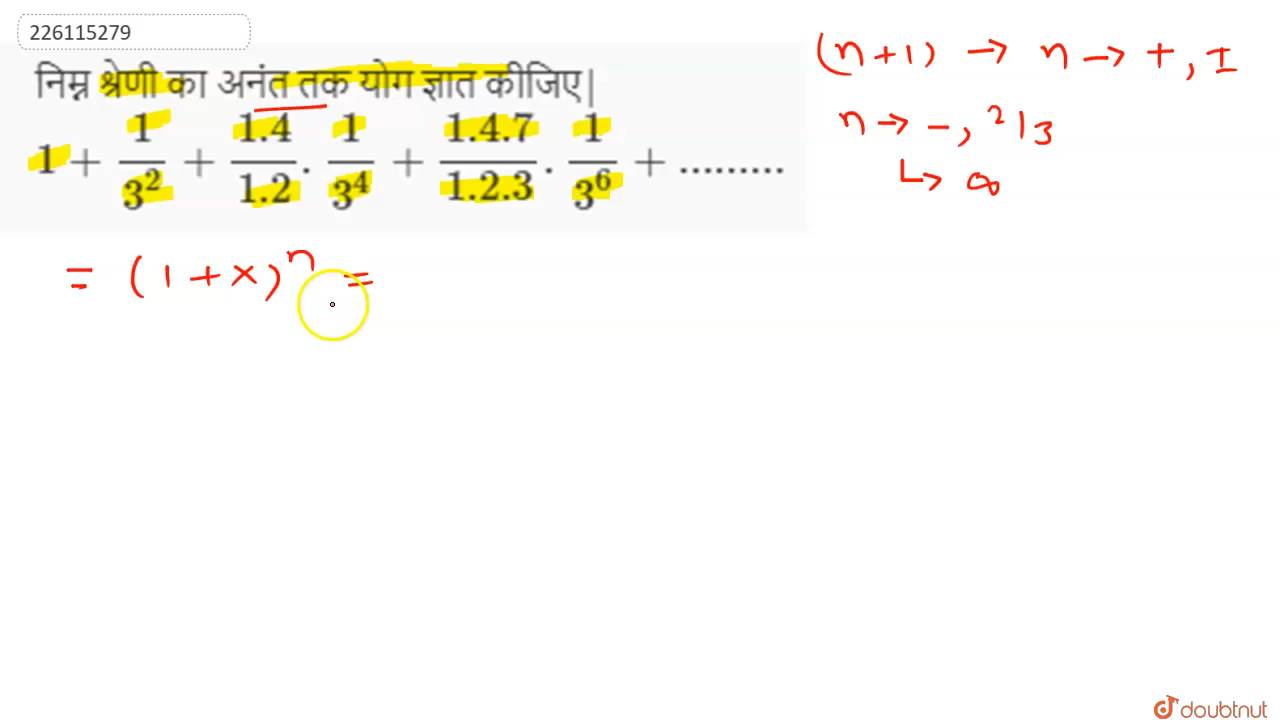 226115279
निम्न श्रेणी का अनंत तक योग ज्ञात कीजिए|
1 + 1/3² + 1.4/1.2 . 1/3⁴ + 1.4.7/1.2.3 . 1/3⁶ + .........
(n+1) → n → +, I
n → -, 2/3
↳ ∞
= (1+x)ⁿ =
doubtnut